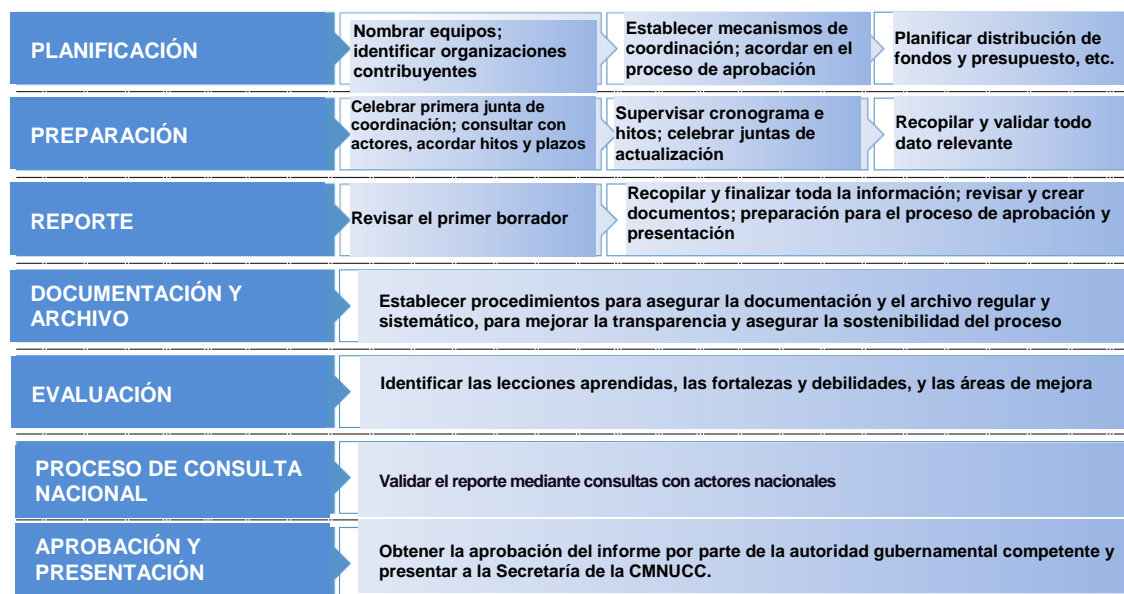 PLANIFICACIÓN
Nombrar equipos;
identificar organizaciones
contribuyentes
Establecer mecanismos de
coordinación; acordar en el
proceso de aprobación
Planificar distribución de
fondos y presupuesto, etc.
PREPARACIÓN
Celebrar primera junta de
coordinación; consultar con
actores, acordar hitos y plazos
Supervisar cronograma e
hitos; celebrar juntas de
actualización
Recopilar y validar todo
dato relevante
REPORTE
Revisar el primer borrador
Recopilar y finalizar toda la información; revisar y crear
documentos; preparación para el proceso de aprobación y
presentación
DOCUMENTACIÓN Y
ARCHIVO
Establecer procedimientos para asegurar la documentación y el archivo regular y
sistemático, para mejorar la transparencia y asegurar la sostenibilidad del proceso
EVALUACIÓN
Identificar las lecciones aprendidas, las fortalezas y debilidades, y las áreas de mejora
PROCESO DE CONSULTA
NACIONAL
Validar el reporte mediante consultas con actores nacionales
APROBACIÓN Y
PRESENTACIÓN
Obtener la aprobación del informe por parte de la autoridad gubernamental competente y
presentar a la Secretaría de la CMNUCC.